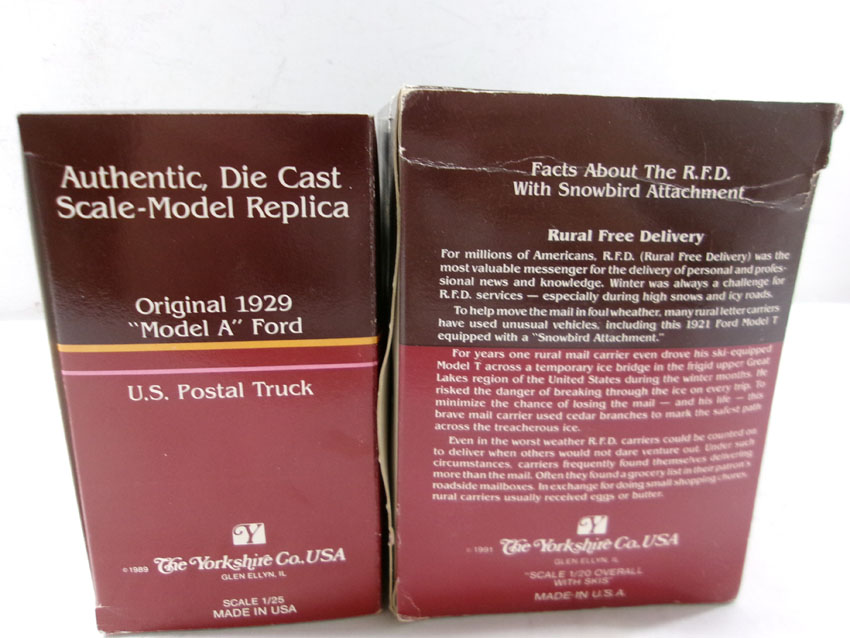 Authentic, Die Cast
Scale-Model Replica
Original 1929
"Model A" Ford
U.S. Postal Truck
Y
© 1989 The Yorkshire Co. USA
GLEN ELLYN, IL
SCALE 1/25
MADE IN USA
Facts About The R.F.D.
With Snowbird Attachment
Rural Free Delivery
For millions of Americans, R.F.D. (Rural Free Delivery) was the
most valuable messenger for the delivery of personal and profes-
sional news and knowledge. Winter was always a challenge for
R.F.D. services — especially during high snows and icy roads.
To help move the mail in foul wheather, many rural letter carriers
have used unusual vehicles, including this 1921 Ford Model T
equipped with a "Snowbird Attachment."
For years one rural mail carrier even drove his ski-equipped
Model T across a temporary ice bridge in the frigid upper Great
Lakes region of the United States during the winter months. He
risked the danger of breaking through the ice on every trip. To
minimize the chance of losing the mail — and his life — this
brave mail carrier used cedar branches to mark the safest path
across the treacherous ice.
Even in the worst weather R.F.D. carriers could be counted on
to deliver when others would not dare venture out. Under such
circumstances, carriers frequently found themselves delivering
more than the mail. Often they found a grocery list in their patron's
roadside mailboxes. In exchange for doing small shopping chores,
rural carriers usually received eggs or butter.
Y
© 1991 The Yorkshire Co. USA
GLEN ELLYN, IL
"SCALE 1/20 OVERALL
WITH SKIS"
MADE IN U.S.A.